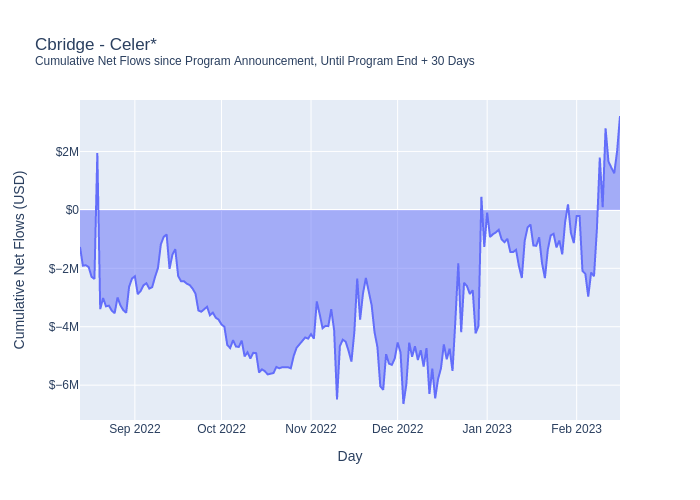 Cbridge - Celer*
Cumulative Net Flows since Program Announcement, Until Program End + 30 Days
Cumulative Net Flows (USD)
$2M
$0
$−2M
$−4M
$−6M
Sep 2022
Oct 2022
Nov 2022
Dec 2022
Jan 2023
Feb 2023
Day